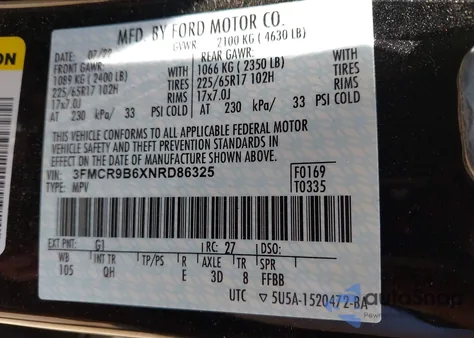 MFD. BY FORD MOTOR CO.
DATE: 07/22 GVWR 2100 KG ( 4630 LB)
FRONT GAWR: REAR GAWR:
1089 KG ( 2400 LB) WITH 1066 KG ( 2350 LB) WITH
225/65R17 102H TIRES 225/65R17 102H TIRES
17x7.0J RIMS 17x7.0J RIMS
AT 230 kPa/ 33 PSI COLD AT 230 kPa/ 33 PSI COLD
THIS VEHICLE CONFORMS TO ALL APPLICABLE FEDERAL MOTOR
VEHICLE SAFETY AND THEFT PREVENTION STANDARDS IN EFFECT
ON THE DATE OF MANUFACTURE SHOWN ABOVE.
VIN: 3FMCR9B6XNRD86325 F0169
TYPE: MPV T0335
EXT PNT: G1 RC: 27 DSO:
WB INT TR TP/PS R AXLE TR SPR
105 QH E 3D 8 FFBB
UTC 5U5A-1520472-BA
AutoSnap